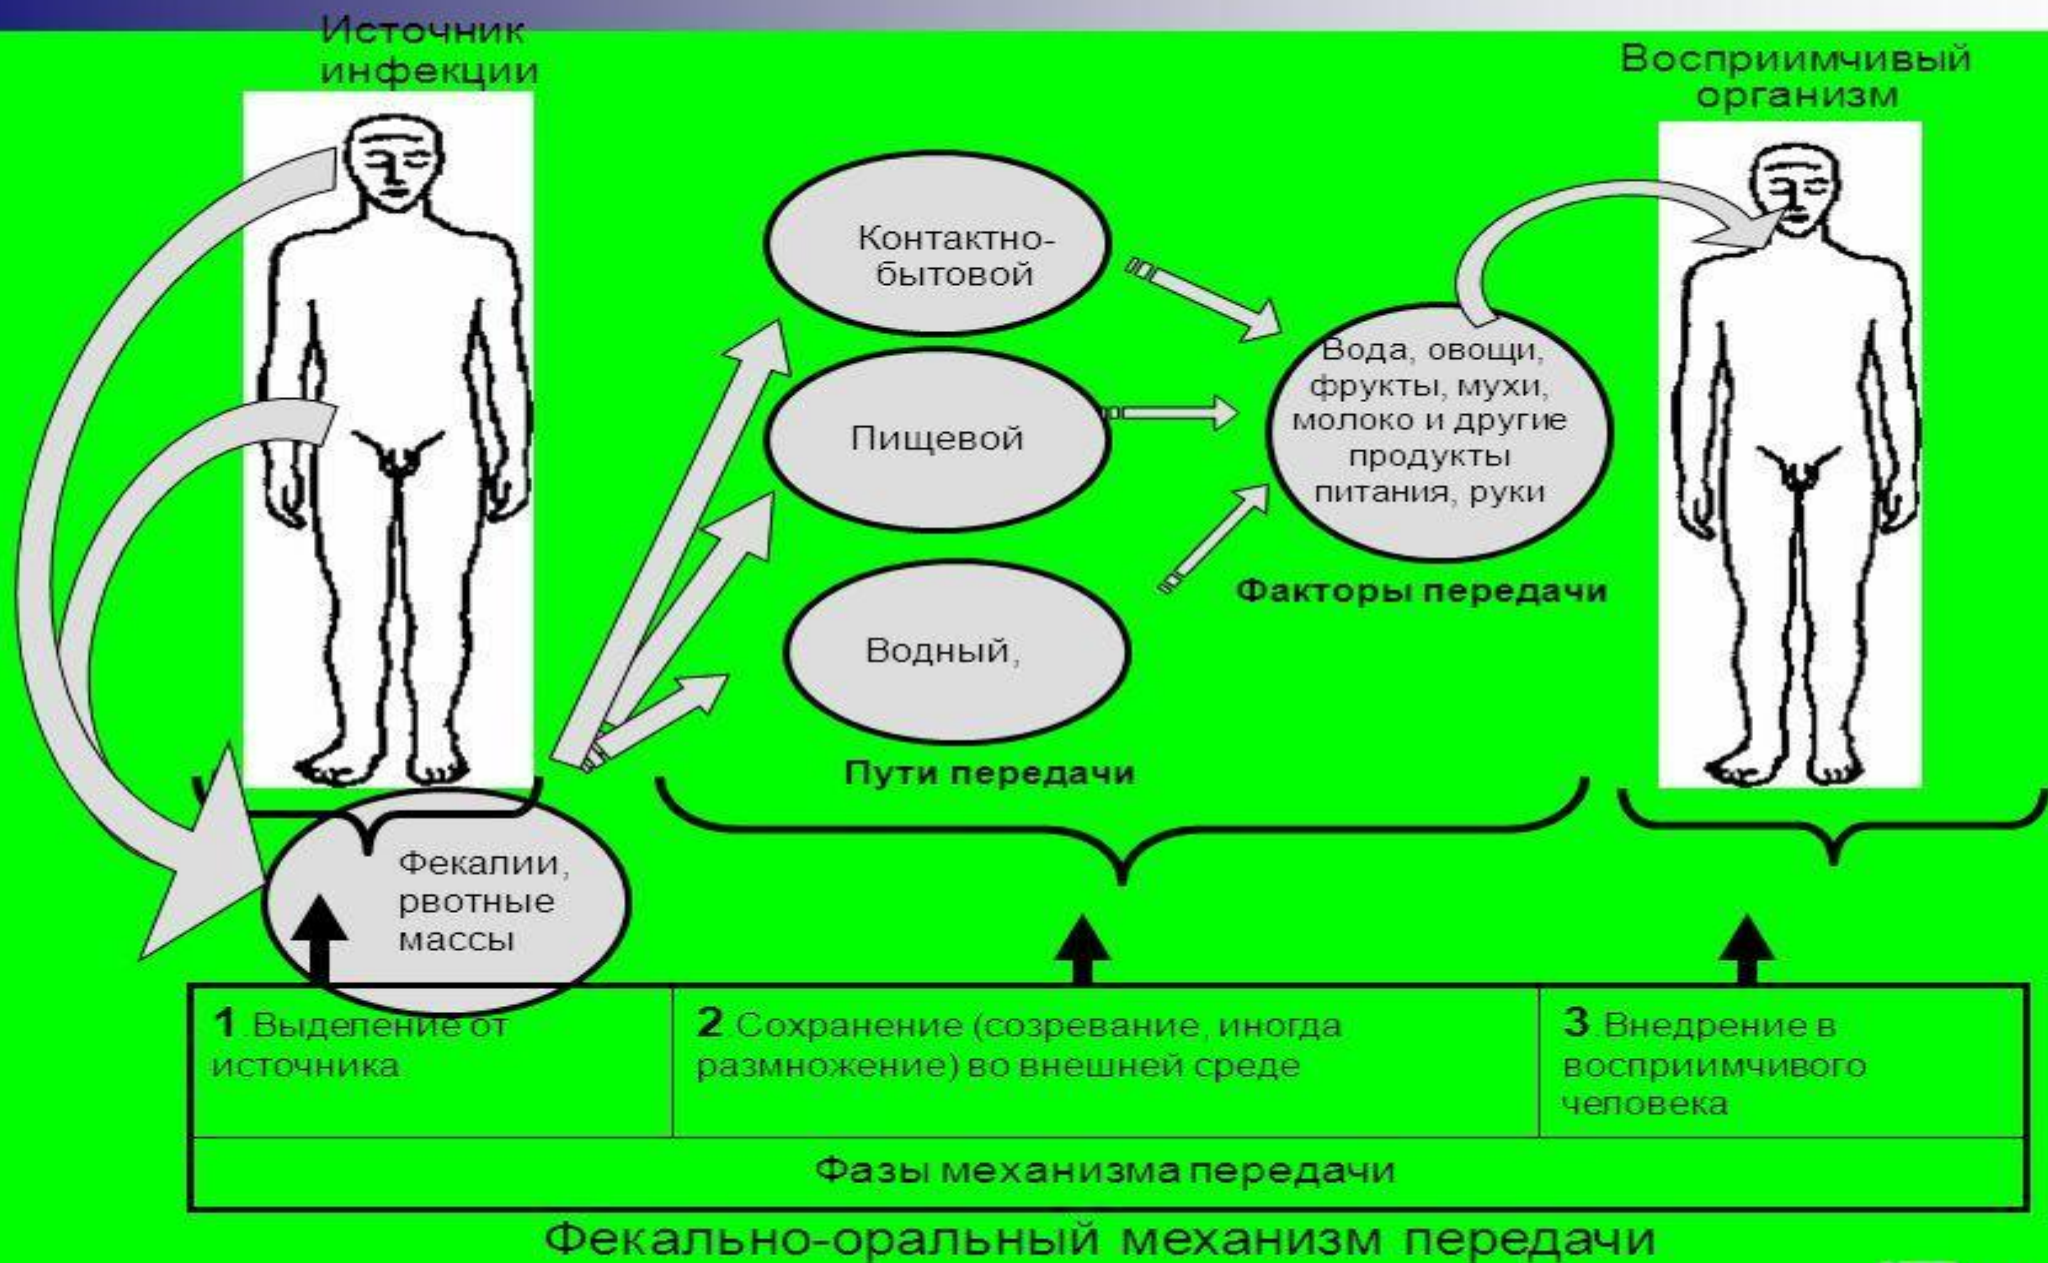 Источник
инфекции
Восприимчивый
организм
Контактно-
бытовой
Пищевой
Водный,
Пути передачи
Вода, овощи,
фрукты, мухи,
молоко и другие
продукты
питания, руки
Факторы передачи
Фекалии,
рвотные
массы
1.Выделение от
источника
2.Сохранение (созревание, иногда
размножение) во внешней среде
3.Внедрение в
восприимчивого
человека
Фазы механизма передачи
Фекально-оральный механизм передачи